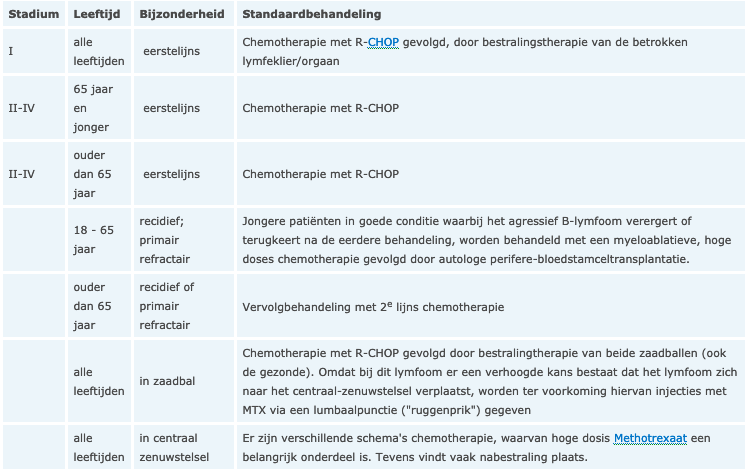 Stadium Leeftijd Bijzonderheid Standaardbehandeling
I
alle
leeftijden
eerstelijns
Chemotherapie met R-CHOP gevolgd, door bestralingstherapie van de betrokken
lymfeklier/orgaan
II-IV
65 jaar
en
jonger
eerstelijns
Chemotherapie met R-CHOP
II-IV
ouder
dan 65
jaar
eerstelijns
Chemotherapie met R-CHOP
18 - 65
jaar
recidief;
primair
refractair
Jongere patiënten in goede conditie waarbij het agressief B-lymfoom verergert of
terugkeert na de eerdere behandeling, worden behandeld met een myeloablatieve, hoge
doses chemotherapie gevolgd door autologe perifere-bloedstamceltransplantatie.
ouder
dan 65
jaar
recidief of
primair
refractair
Vervolgbehandeling met 2e lijns chemotherapie
alle
leeftijden
in zaadbal
Chemotherapie met R-CHOP gevolgd door bestralingtherapie van beide zaadballen (ook
de gezonde). Omdat bij dit lymfoom er een verhoogde kans bestaat dat het lymfoom zich
naar het centraal-zenuwstelsel verplaatst, worden ter voorkoming hiervan injecties met
MTX via een lumbaalpunctie ("ruggenprik") gegeven
alle
leeftijden
in centraal
zenuwstelsel
Er zijn verschillende schema's chemotherapie, waarvan hoge dosis Methotrexaat een
belangrijk onderdeel is. Tevens vindt vaak nabestraling plaats.